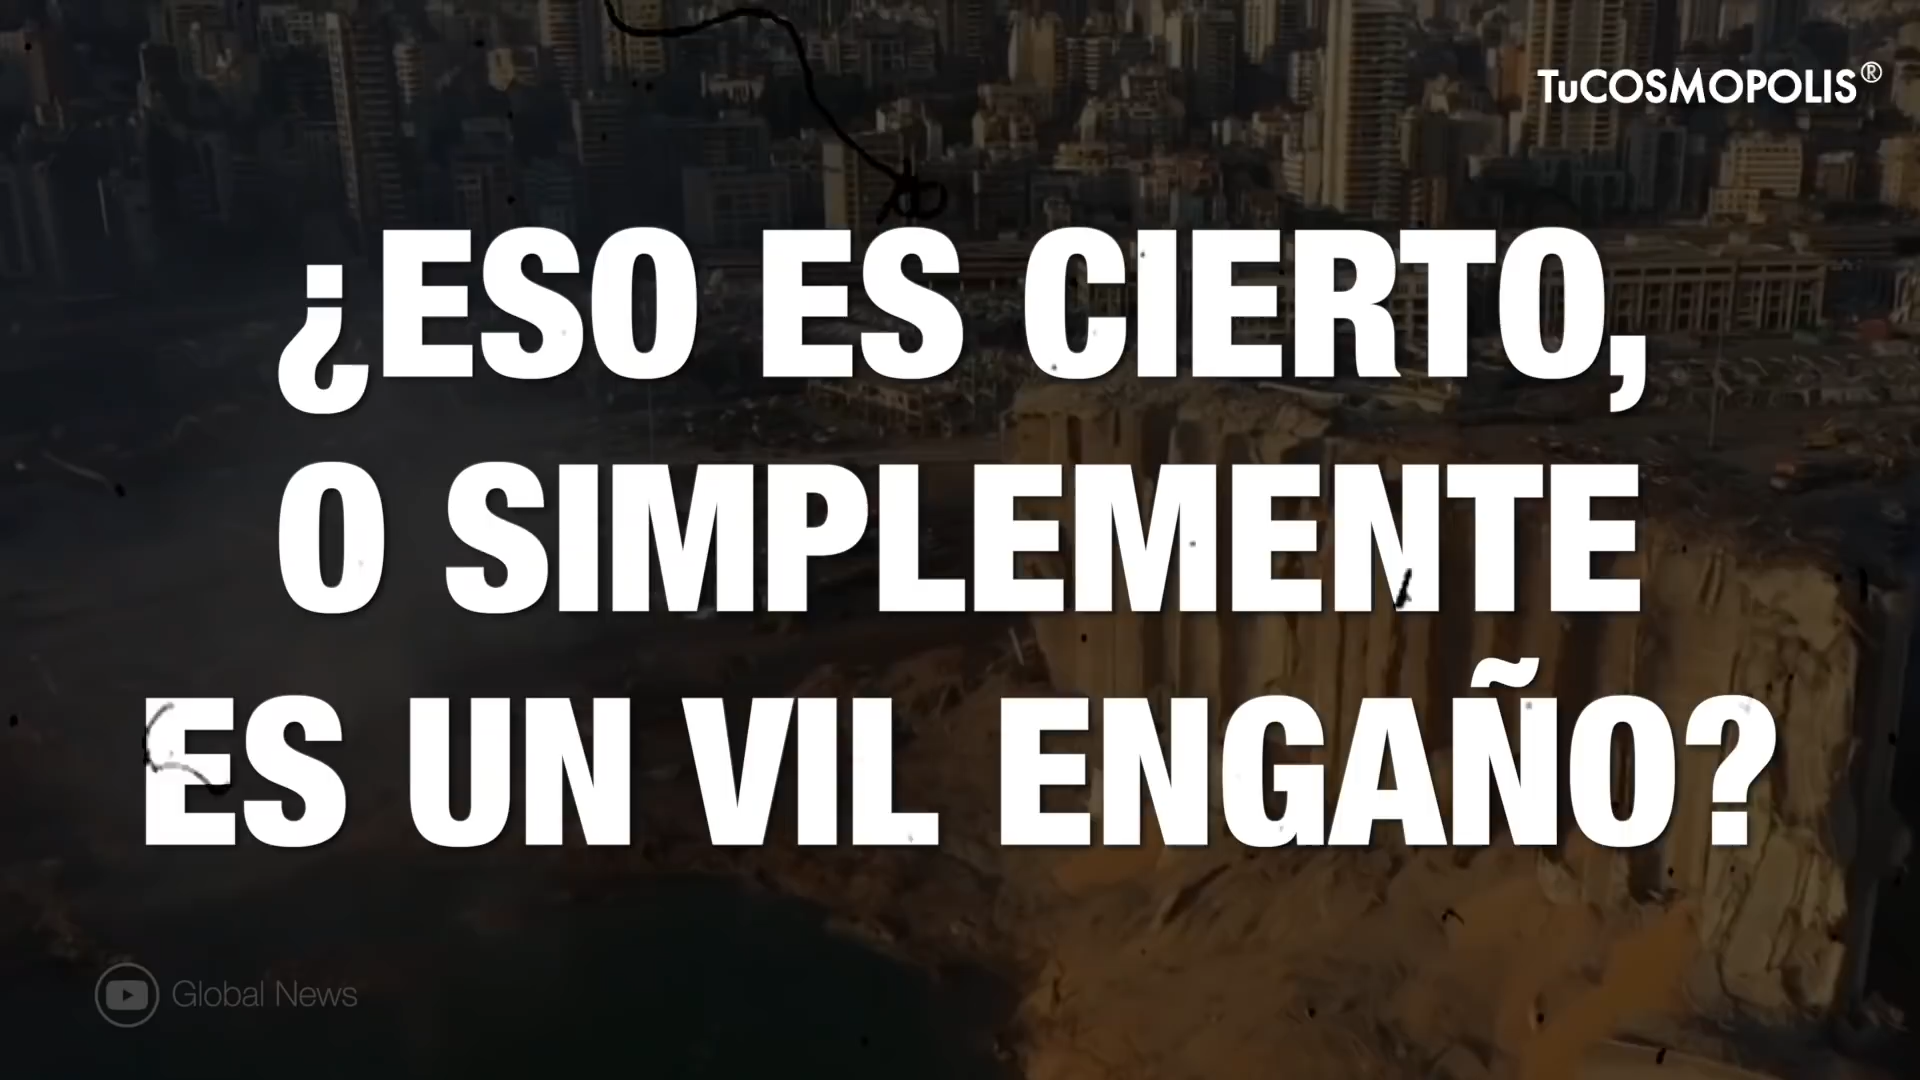 TuCOSMOPOLIS®
¿ESO ES CIERTO,
O SIMPLEMENTE
ES UN VIL ENGAÑO?
Global News